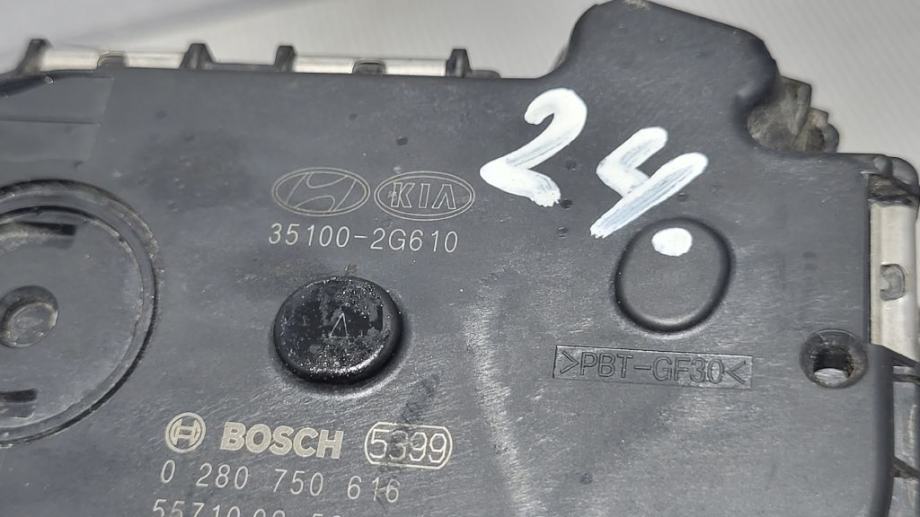 24
KIA
35100-2G610
>PBT-GF30<
BOSCH 5399
0 280 750 616